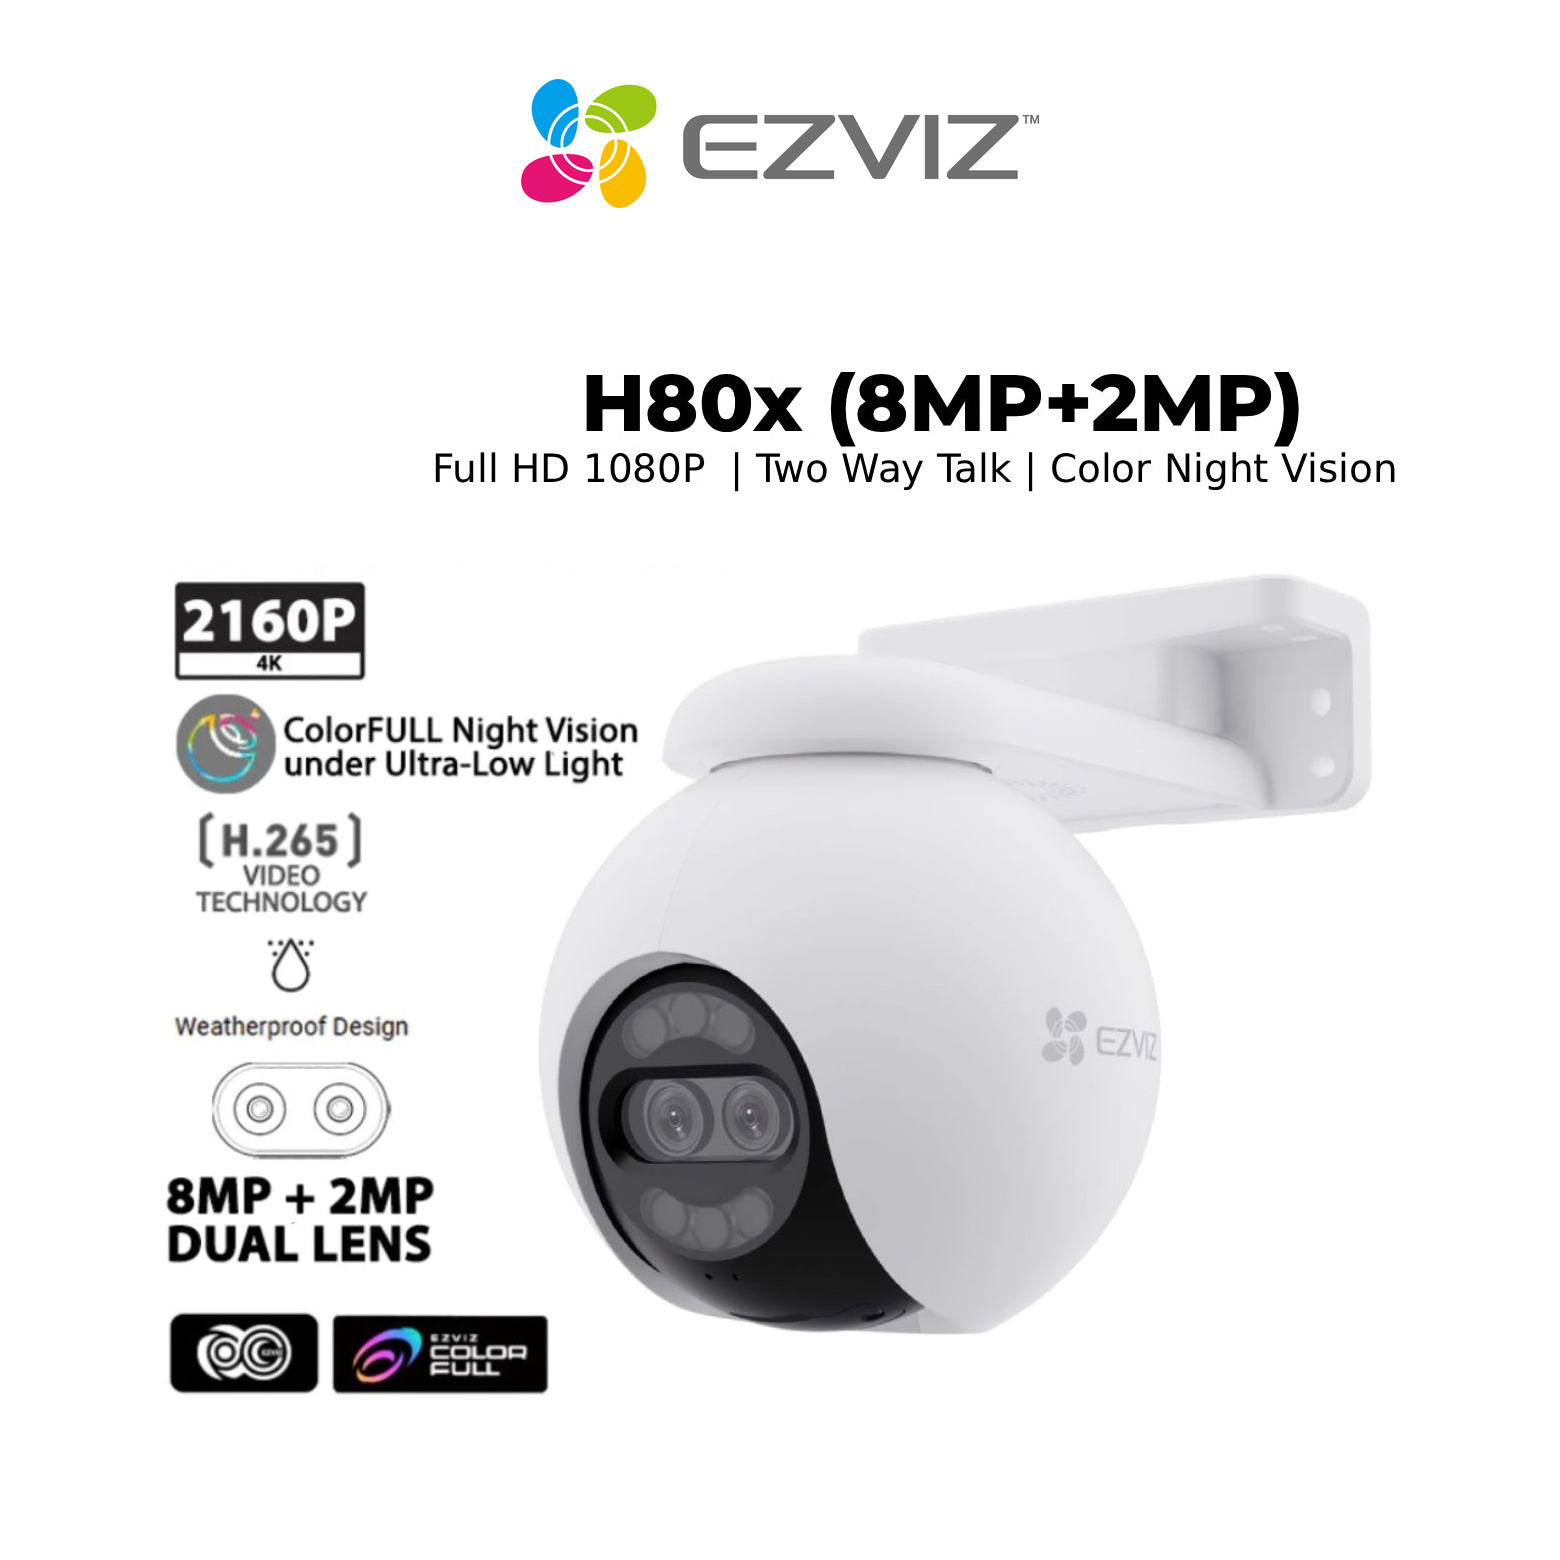 EZVIZ™
H80x (8MP+2MP)
Full HD 1080P | Two Way Talk | Color Night Vision
2160P
4K
ColorFULL Night Vision
under Ultra-Low Light
[H.265]
VIDEO
TECHNOLOGY
Weatherproof Design
8MP + 2MP
DUAL LENS
EZVIZ
COLOR
FULL
EZVIZ